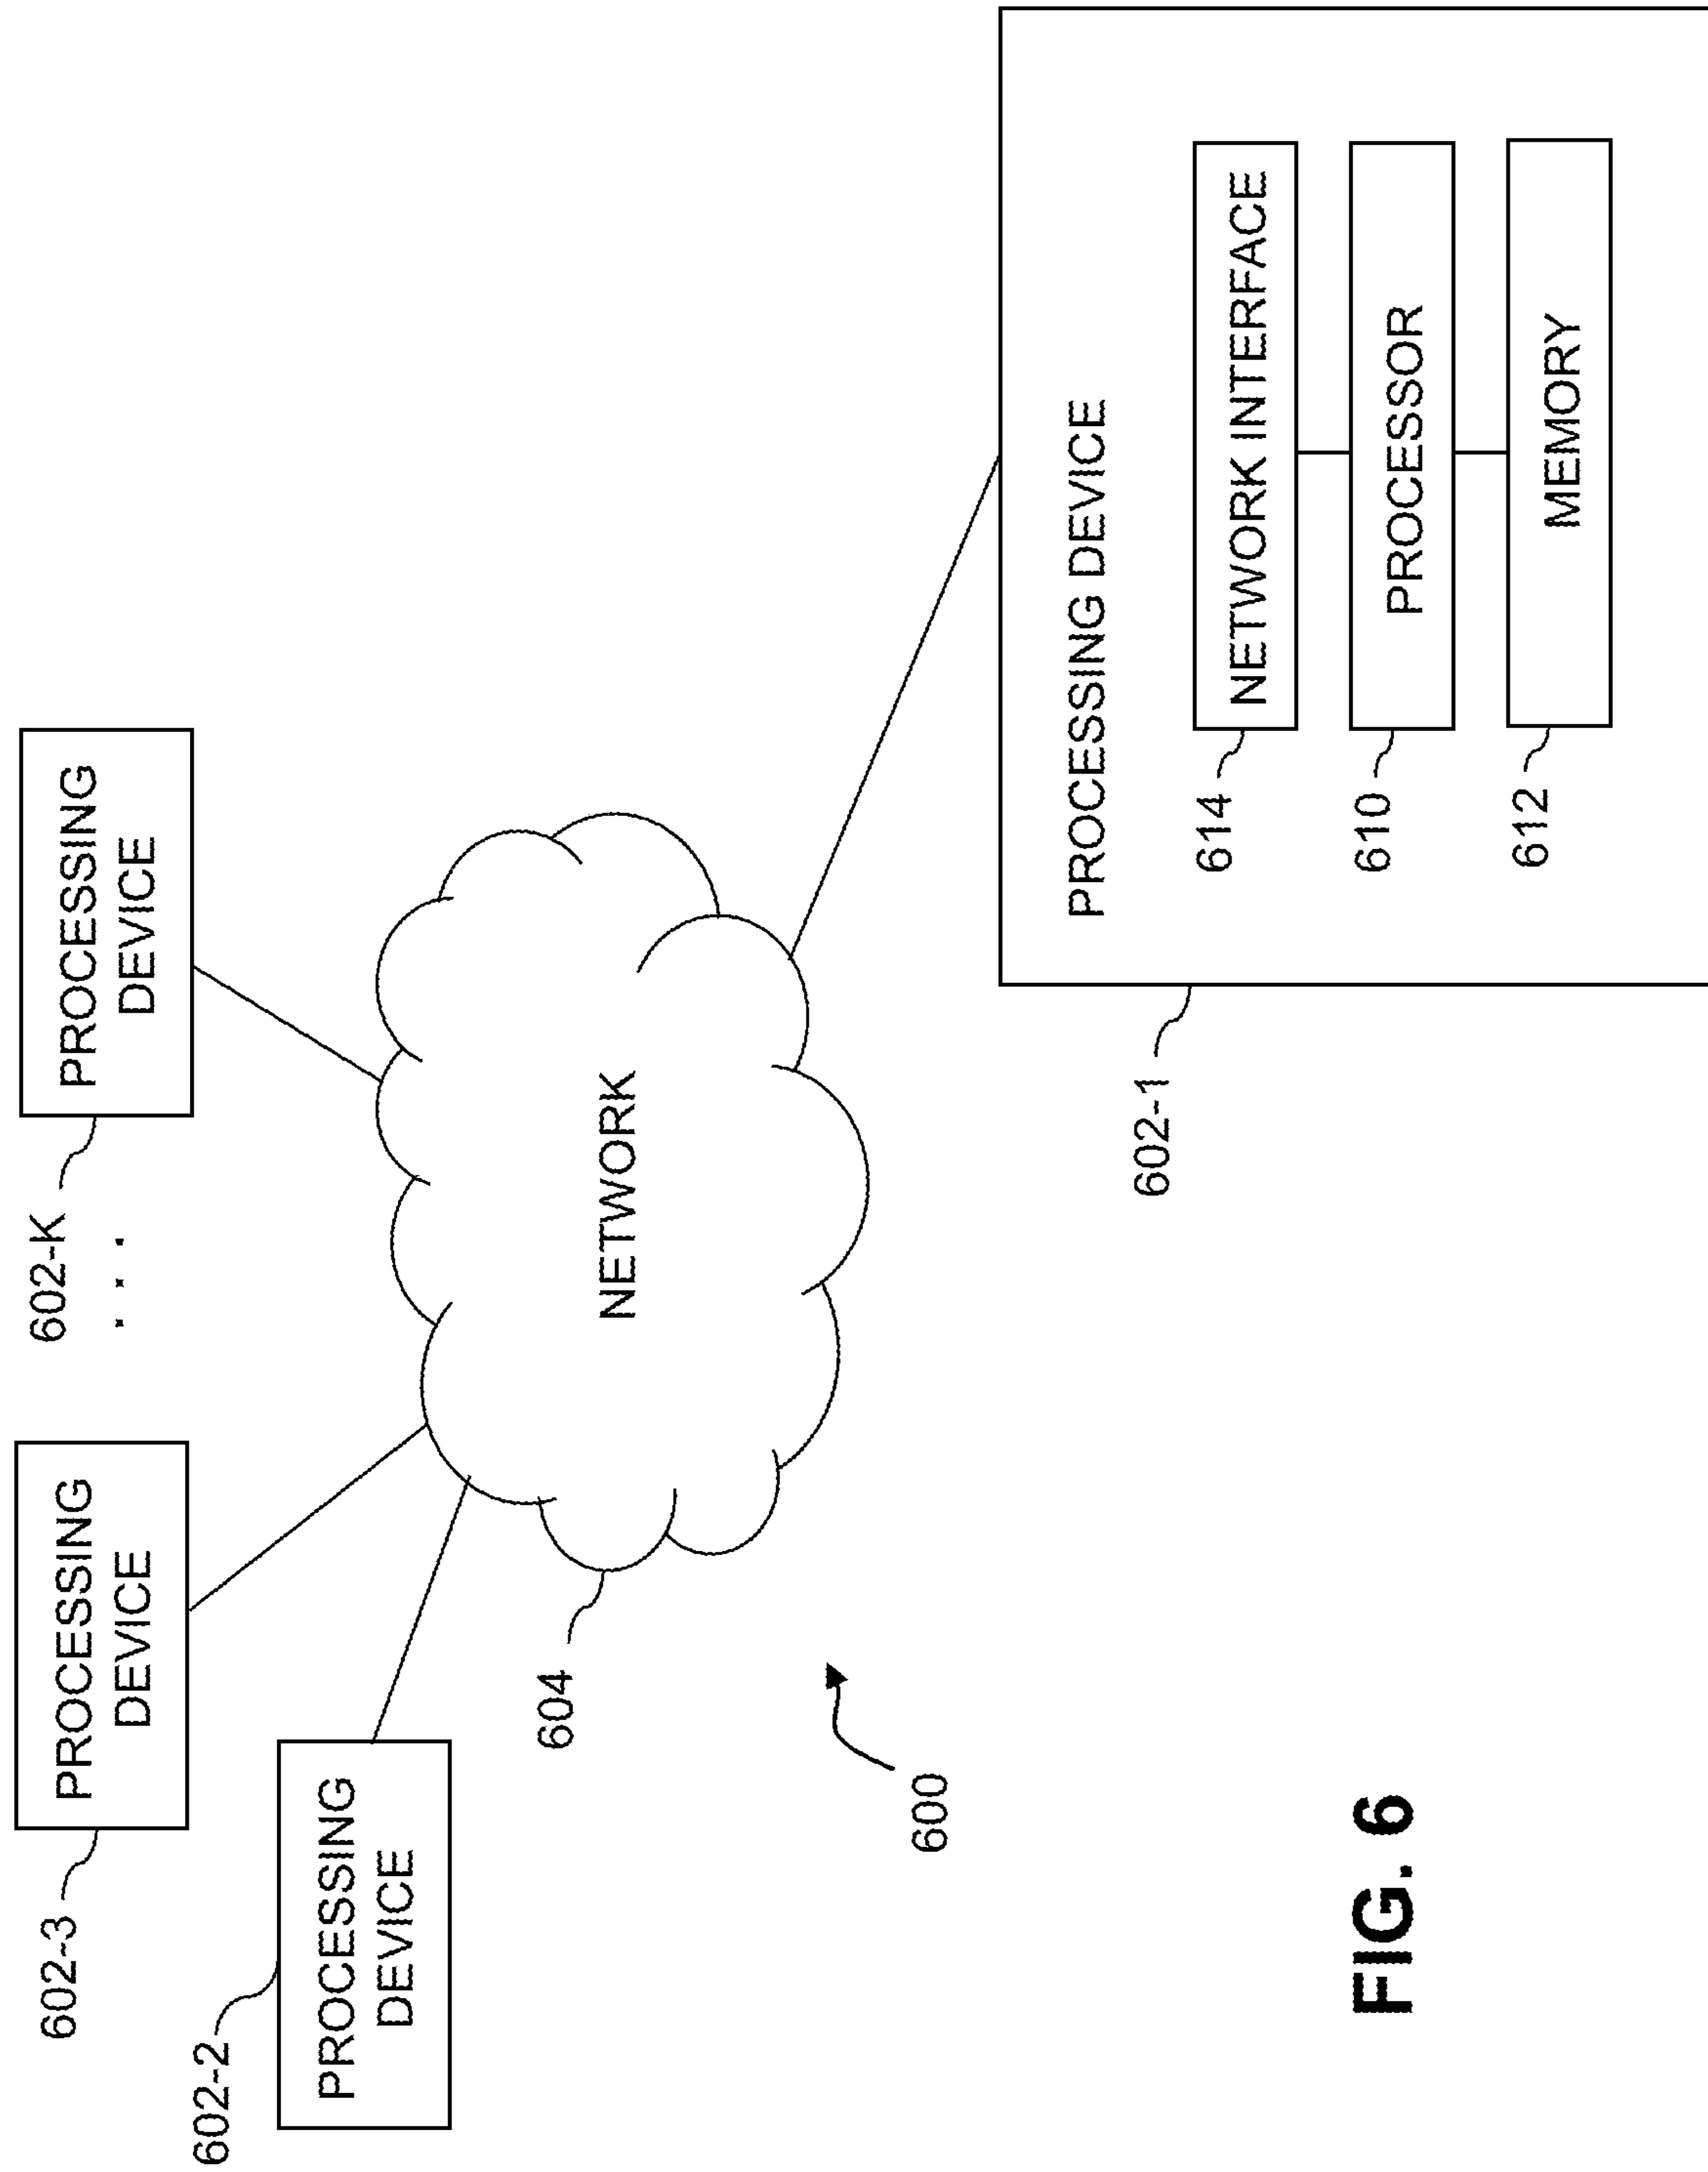 602-2
PROCESSING
DEVICE
602-3
PROCESSING
DEVICE
602-K
. . .
PROCESSING
DEVICE
604
NETWORK
600
602-1
PROCESSING DEVICE
614
NETWORK INTERFACE
610
PROCESSOR
612
MEMORY
FIG. 6